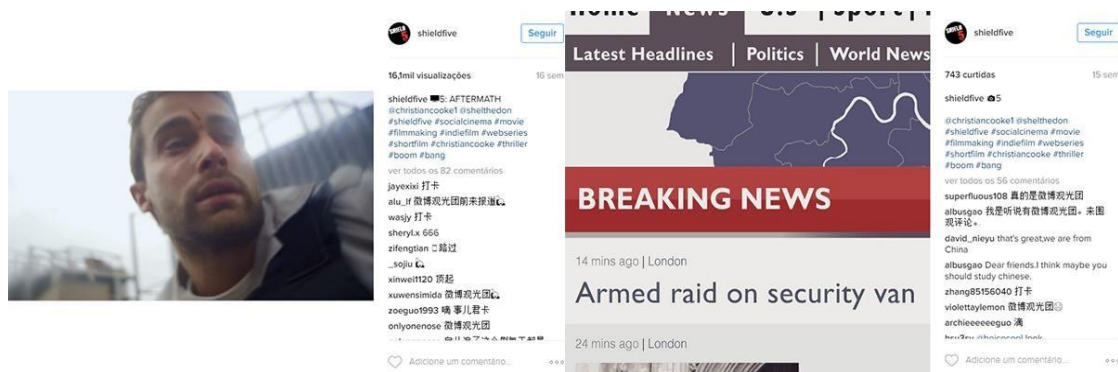 SHIELD
5
shieldfive
Seguir
16,1mil visualizações
16 sem
shieldfive 5: AFTERMATH
@christiancooke1 @shelthedon
#shieldfive #socialcinema #movie
#filmmaking #indiefilm #webseries
#shortfilm #christiancooke #thriller
#boom #bang
ver todos os 82 comentários
jayexixi 打卡
alu_lf 微博观光团前来报道
wasjy 打卡
sheryl.x 666
zifengtian 路过
_sojiu
xinwei1120 顶起
xuwensimida 微博观光团
zoeguo1993 嘀 事儿君卡
onlyonenose 微博观光团
Adicione um comentário...
Home News
Latest Headlines | Politics | World News
BREAKING NEWS
14 mins ago | London
Armed raid on security van
24 mins ago | London
SHIELD
5
shieldfive
Seguir
743 curtidas
15 sem
shieldfive 5
@christiancooke1 @shelthedon
#shieldfive #socialcinema #movie
#filmmaking #indiefilm #webseries
#shortfilm #christiancooke #thriller
#boom #bang
ver todos os 56 comentários
superfluous108 真的是微博观光团
albusgao 我是听说有微博观光团。来围
观评论。
david_nieyu that's great,we are from
China
albusgao Dear friends.I think maybe you
should study chinese.
zhang85156040 打卡
violettaylemon 微博观光团
archieeeeeeguo 滴
Adicione um comentário...